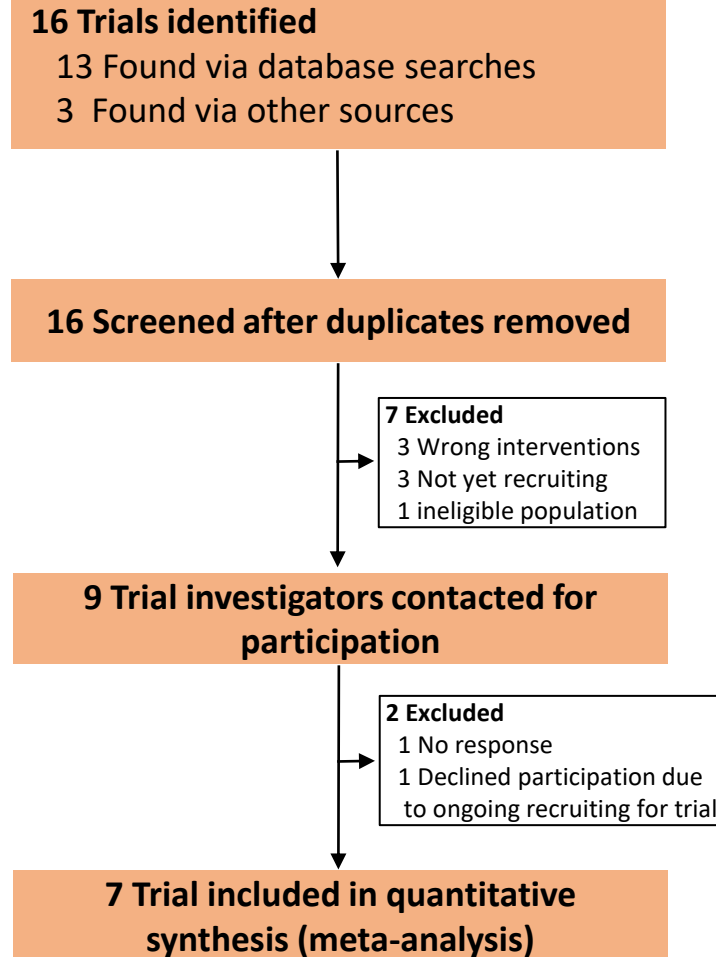 16 Trials identified
13 Found via database searches
3 Found via other sources
16 Screened after duplicates removed
7 Excluded
3 Wrong interventions
3 Not yet recruiting
1 ineligible population
9 Trial investigators contacted for
participation
2 Excluded
1 No response
1 Declined participation due
to ongoing recruiting for trial
7 Trial included in quantitative
synthesis (meta-analysis)